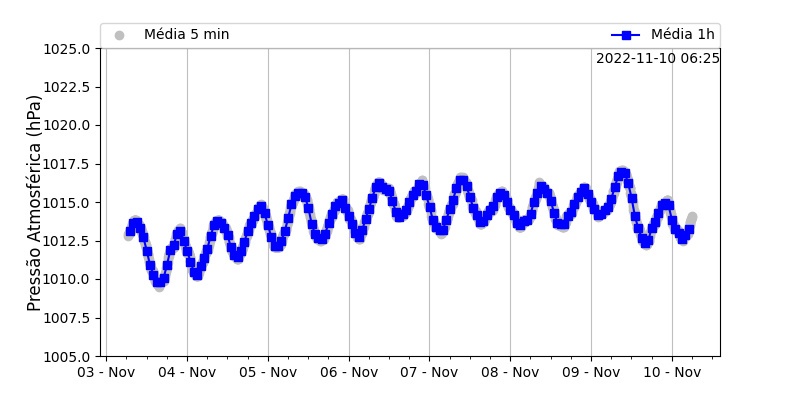 Média 5 min
Média 1h
2022-11-10 06:25
Pressão Atmosférica (hPa)
1025.0
1022.5
1020.0
1017.5
1015.0
1012.5
1010.0
1007.5
1005.0
03 - Nov
04 - Nov
05 - Nov
06 - Nov
07 - Nov
08 - Nov
09 - Nov
10 - Nov